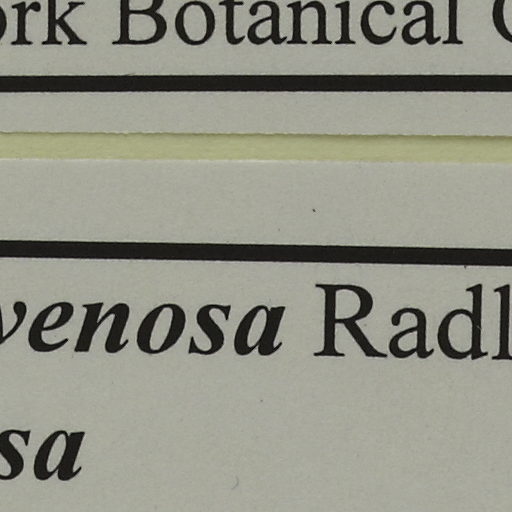 ork Botanical
venosa Radl
sa